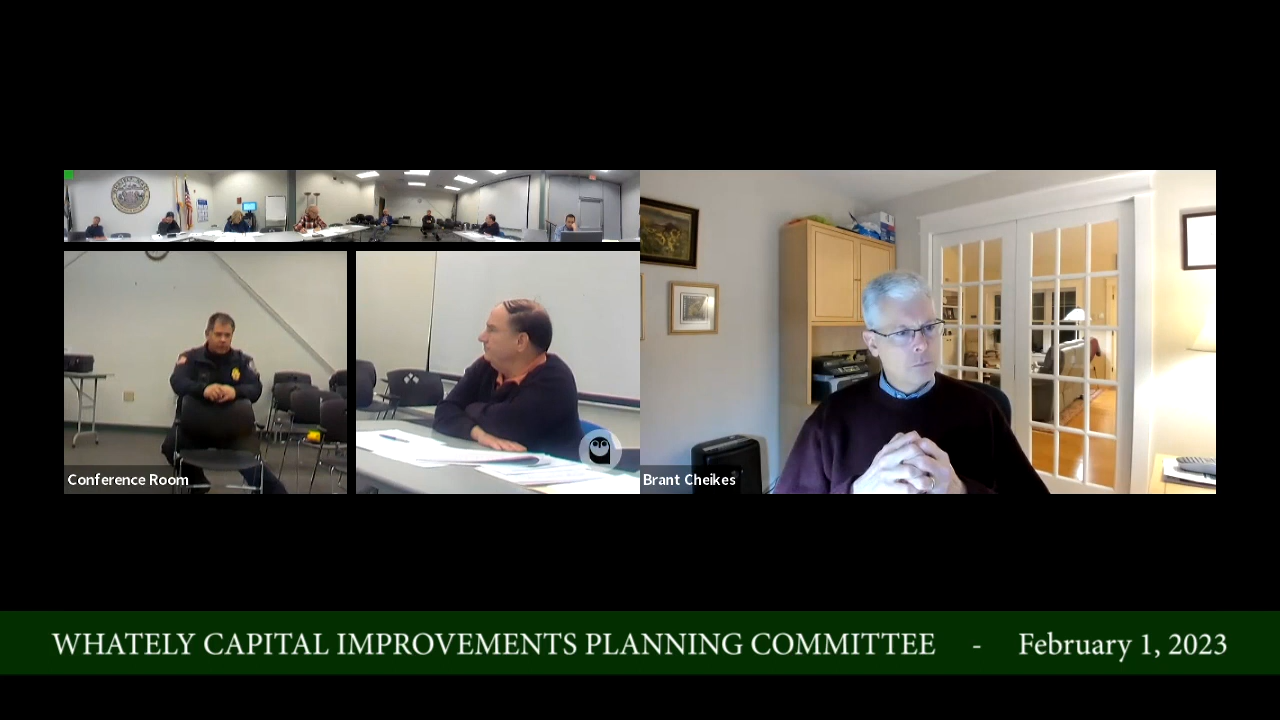 Conference Room
Brant Cheikes
WHATELY CAPITAL IMPROVEMENTS PLANNING COMMITTEE - February 1, 2023